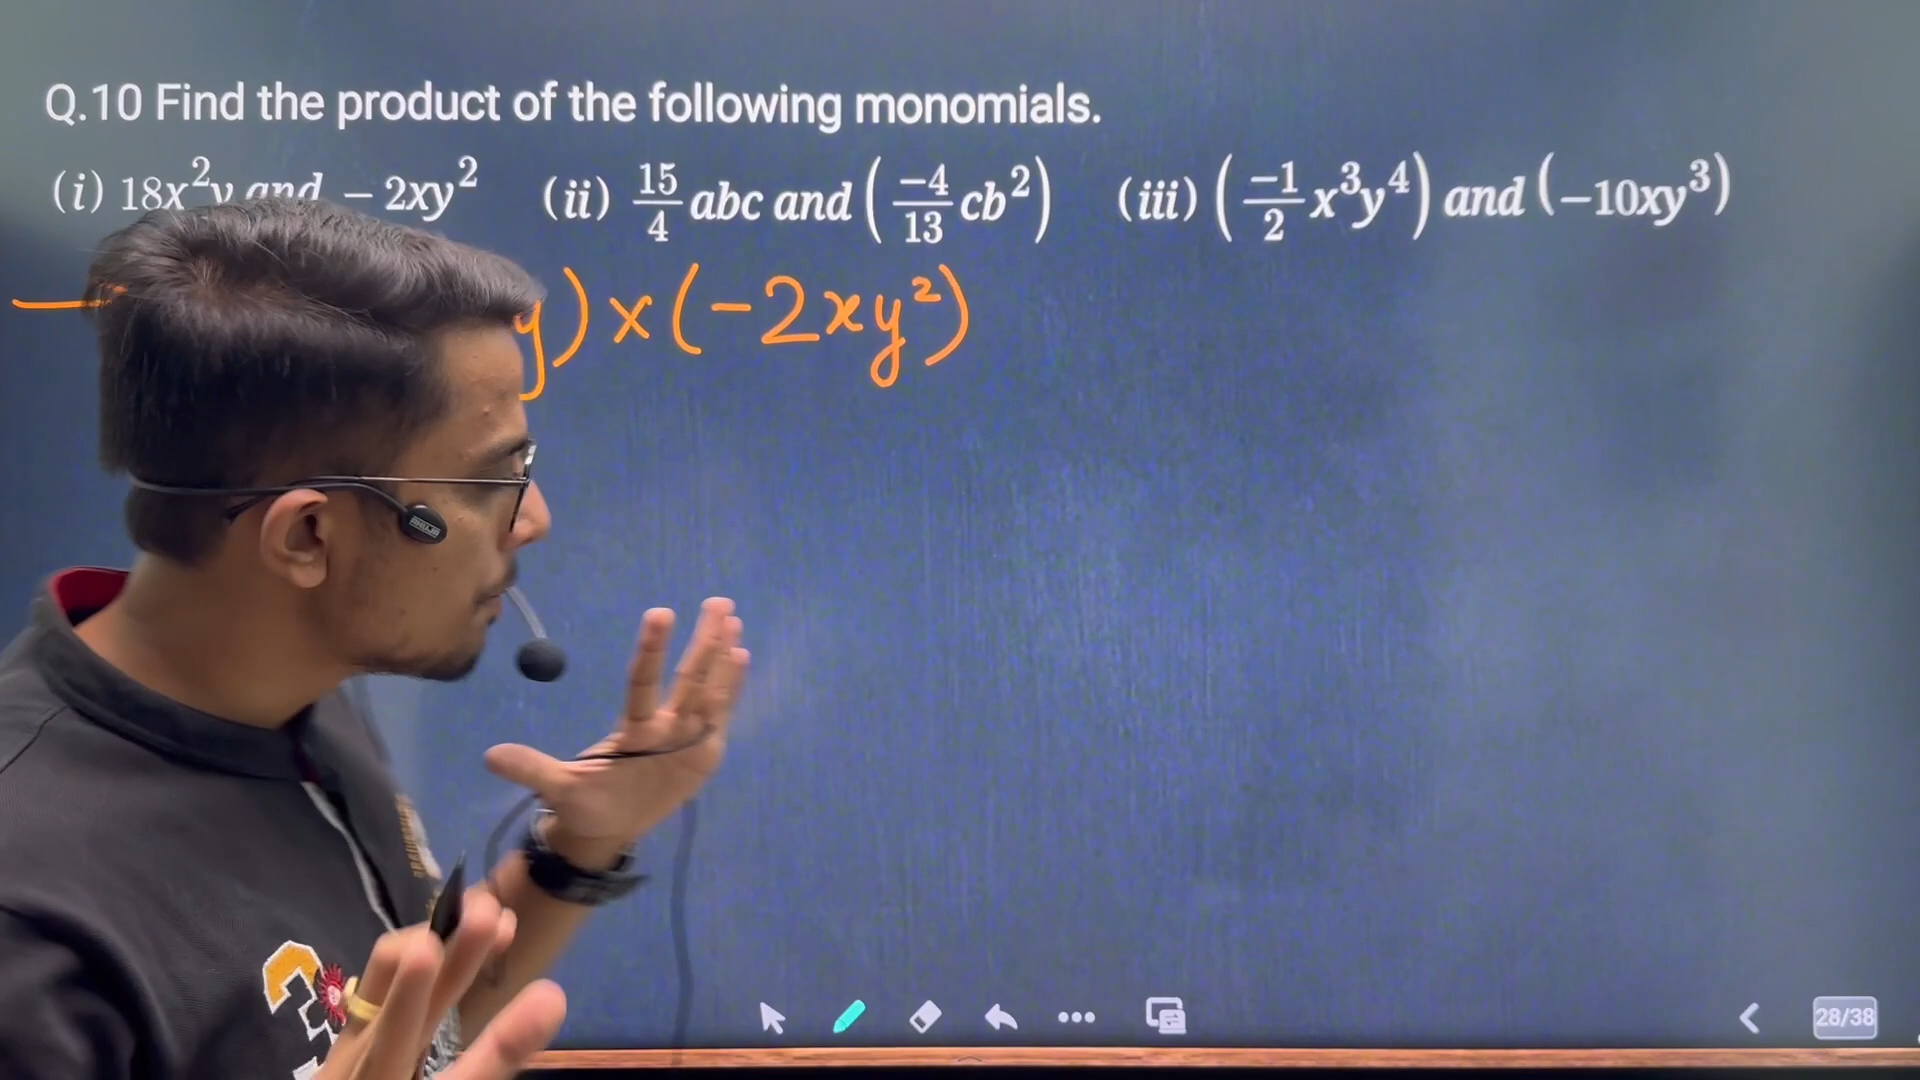 Q.10 Find the product of the following monomials.
(i) 18x²y and − 2xy² (ii) 15/4 abc and (−4/13 cb²) (iii) (−1/2 x³y⁴) and (−10xy³)
y) × (−2xy²)
AHUJA
28/38